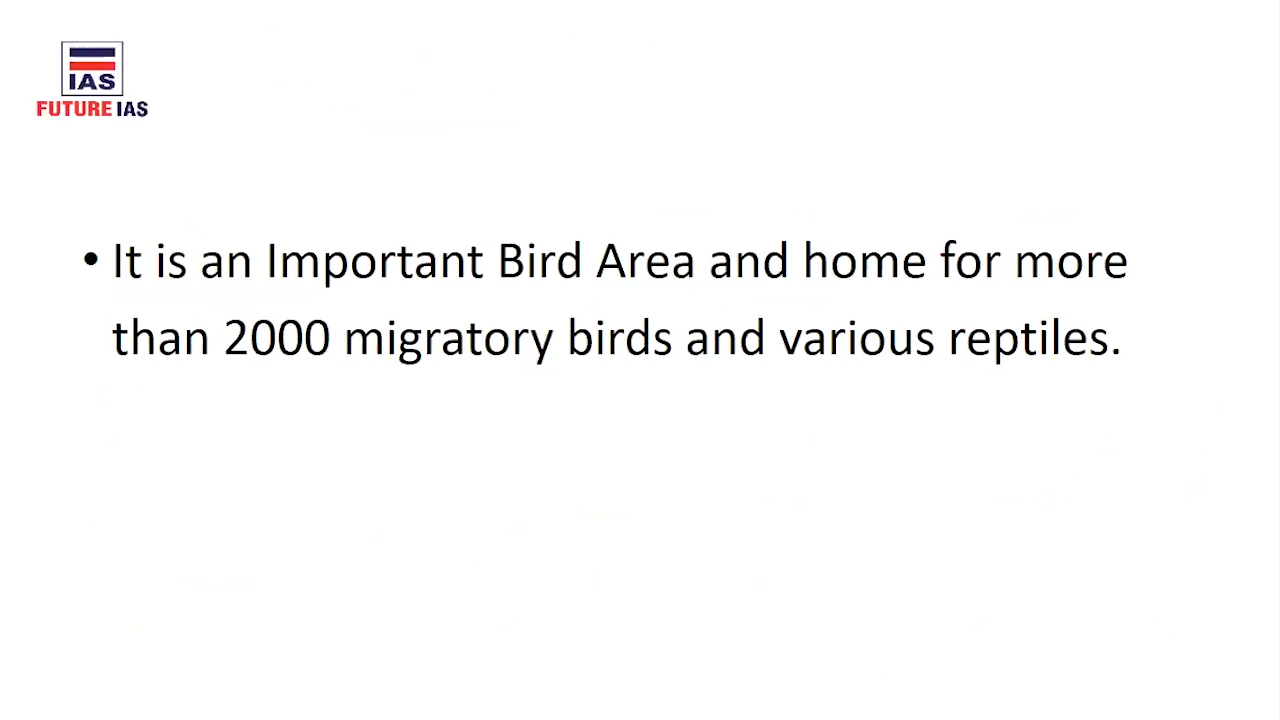 IAS
FUTURE IAS
• It is an Important Bird Area and home for more
than 2000 migratory birds and various reptiles.